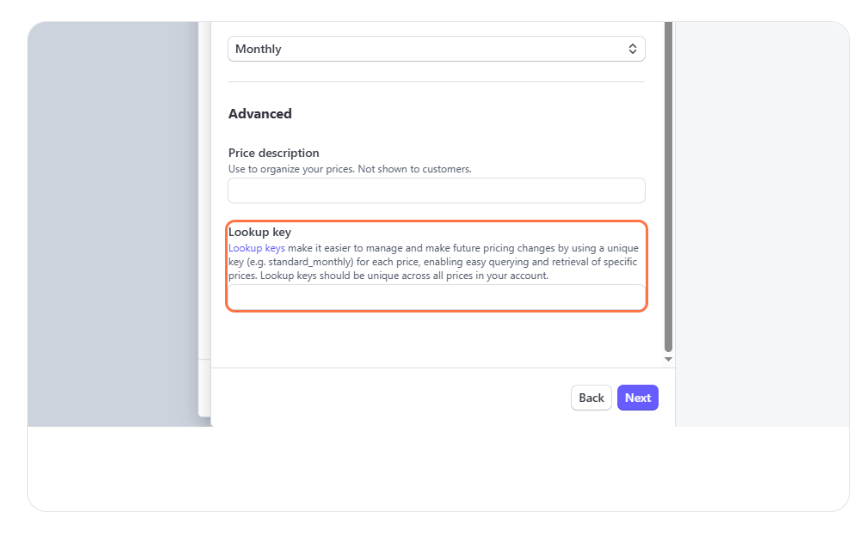 Monthly
Advanced
Price description
Use to organize your prices. Not shown to customers.
Lookup key
Lookup keys make it easier to manage and make future pricing changes by using a unique
key (e.g. standard_monthly) for each price, enabling easy querying and retrieval of specific
prices. Lookup keys should be unique across all prices in your account.
Back Next